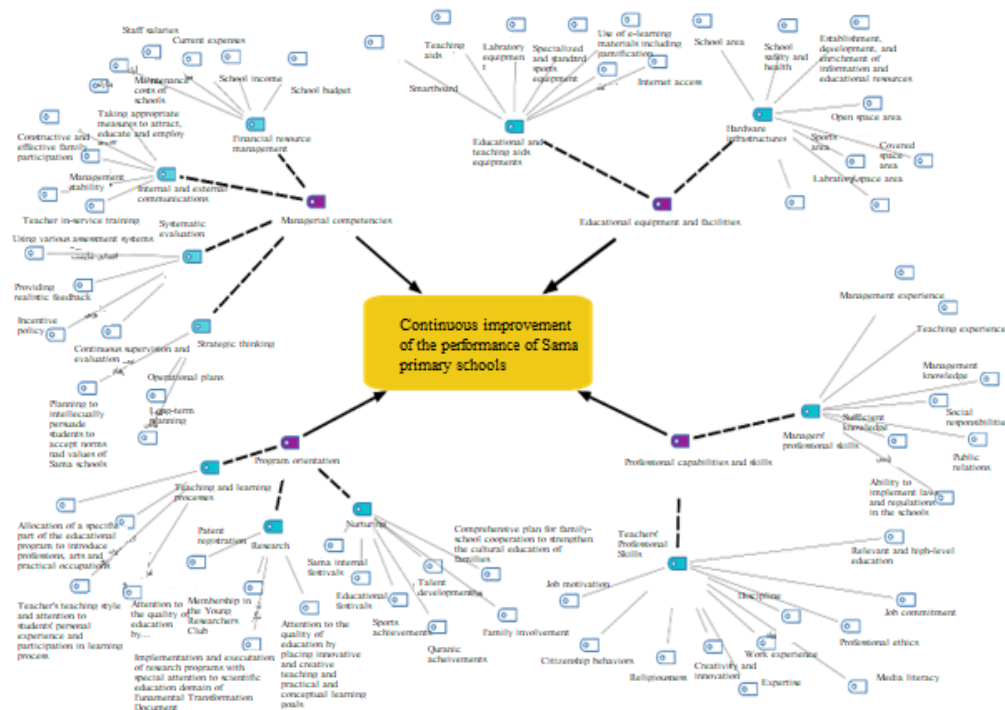 Staff salaries
Current expenses
Maintenance
costs of
schools
School income
School budget
Financial resource
management
Taking appropriate
measures to attract,
educate and employ
Constructive and
effective family
participation
Management
stability
Internal and external
communications
Teacher in-service training
Managerial competencies
Systematic
evaluation
Using various assessment systems
Providing
realistic feedback
Incentive
policy
Continuous supervision and
evaluation
Strategic thinking
Operational plans
Long-term
planning
Planning to
intellecually
persuade
students to
accept norms
nad values of
Sama schools
Teaching
aids
Labratory
equipmen
t
Specialized
and standard
sports
equipment
Use of e-learning
materials including
gamification
Internet access
Smartboard
Educational and
teaching aids
equipments
School area
School
safety and
health
Establishment,
development, and
enrichment of
information and
educational resources
Hardware
infrastructures
Open space area
Sports
area
Covered
space
area
Labratory space area
Educational equipment and facilities
Continuous improvement
of the performance of Sama
primary schools
Management experience
Teaching experience
Management
knowledge
Social
responsibilities
Sufficient
knowledge
Managers'
professional skills
Public
relations
Ability to
implement laws
and regulations
in the schools
Professional capabilities and skills
Teachers'
Professional
Skills
Relevant and high-level
education
Job motivation
Discipline
Job commitment
Professional ethics
Work experience
Citizenship behaviors
Religiousness
Creativity and
innovation
Expertise
Media literacy
Program orientation
Teaching and learning
processes
Allocation of a specific
part of the educational
program to introduce
professions, arts and
practical occupations
Teacher's teaching style
and attention to
students' personal
experience and
participation in learning
process
Attention to
the quality of
education
by...
Patent
registration
Research
Membership in
the Young
Researchers
Club
Implementation and execution
of research programs with
special attention to scientific
education domain of
Funamental Transformation
Document
Attention to the
quality of
education by
placing innovative
and creative
teaching and
practical and
conceptual learning
goals
Nurturing
Sama internal
festivals
Educational
festivals
Sports
achievements
Talent
developmenting
Quranic
acheivements
Family involvement
Comprehensive plan for family-
school cooperation to strengthen
the cultural education of
families